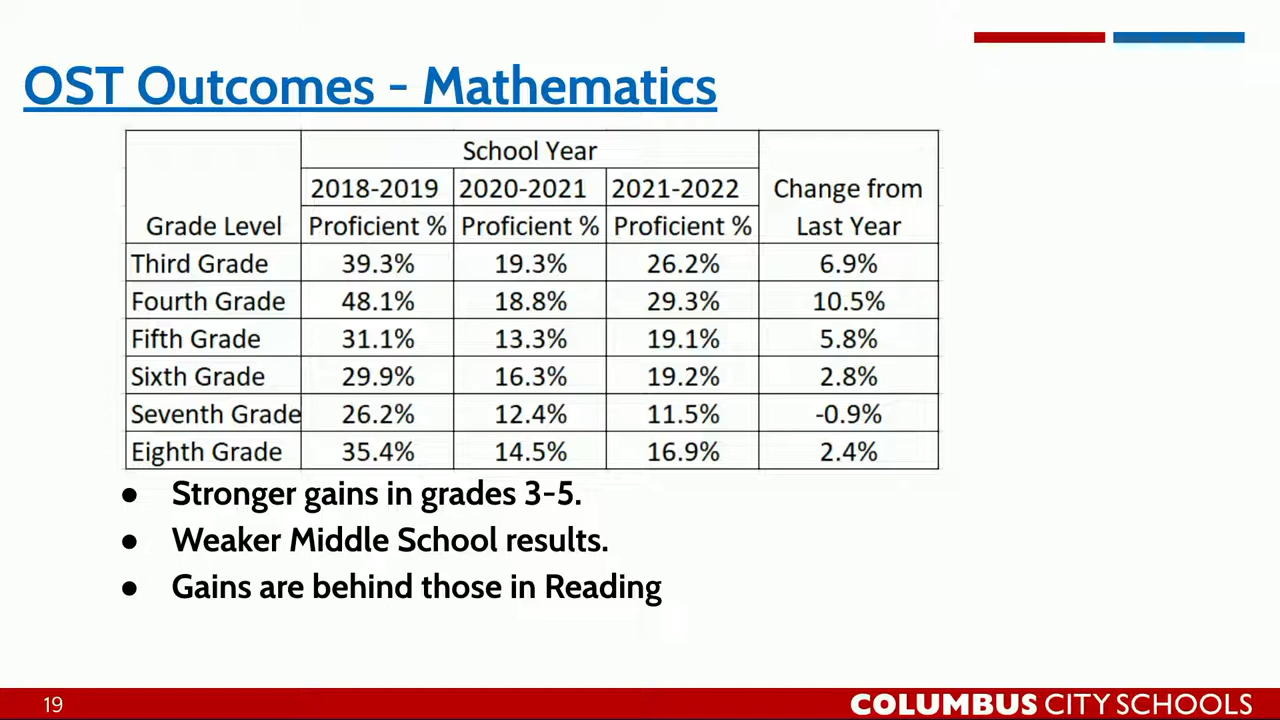 OST Outcomes - Mathematics
School Year
2018-2019 2020-2021 2021-2022 Change from
Grade Level Proficient % Proficient % Proficient % Last Year
Third Grade 39.3% 19.3% 26.2% 6.9%
Fourth Grade 48.1% 18.8% 29.3% 10.5%
Fifth Grade 31.1% 13.3% 19.1% 5.8%
Sixth Grade 29.9% 16.3% 19.2% 2.8%
Seventh Grade 26.2% 12.4% 11.5% -0.9%
Eighth Grade 35.4% 14.5% 16.9% 2.4%
● Stronger gains in grades 3-5.
● Weaker Middle School results.
● Gains are behind those in Reading
19 COLUMBUS CITY SCHOOLS